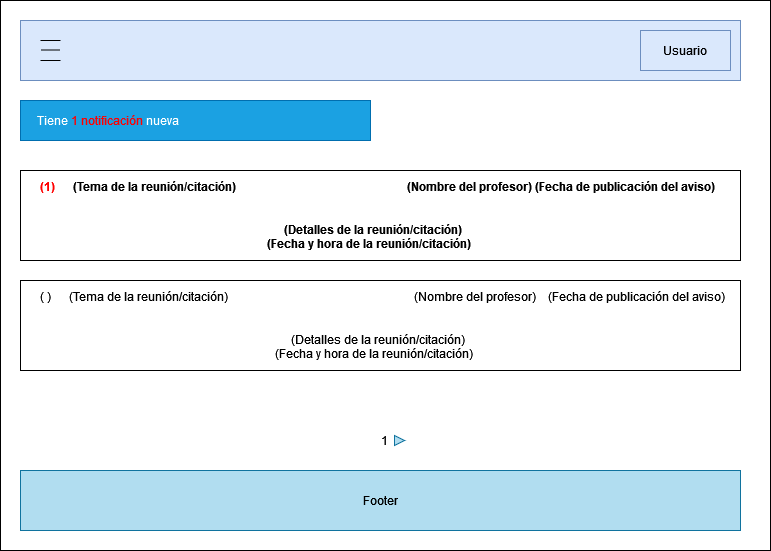 Usuario
Tiene 1 notificación nueva
(1) (Tema de la reunión/citación) (Nombre del profesor) (Fecha de publicación del aviso)
(Detalles de la reunión/citación)
(Fecha y hora de la reunión/citación)
( ) (Tema de la reunión/citación) (Nombre del profesor) (Fecha de publicación del aviso)
(Detalles de la reunión/citación)
(Fecha y hora de la reunión/citación)
1
Footer